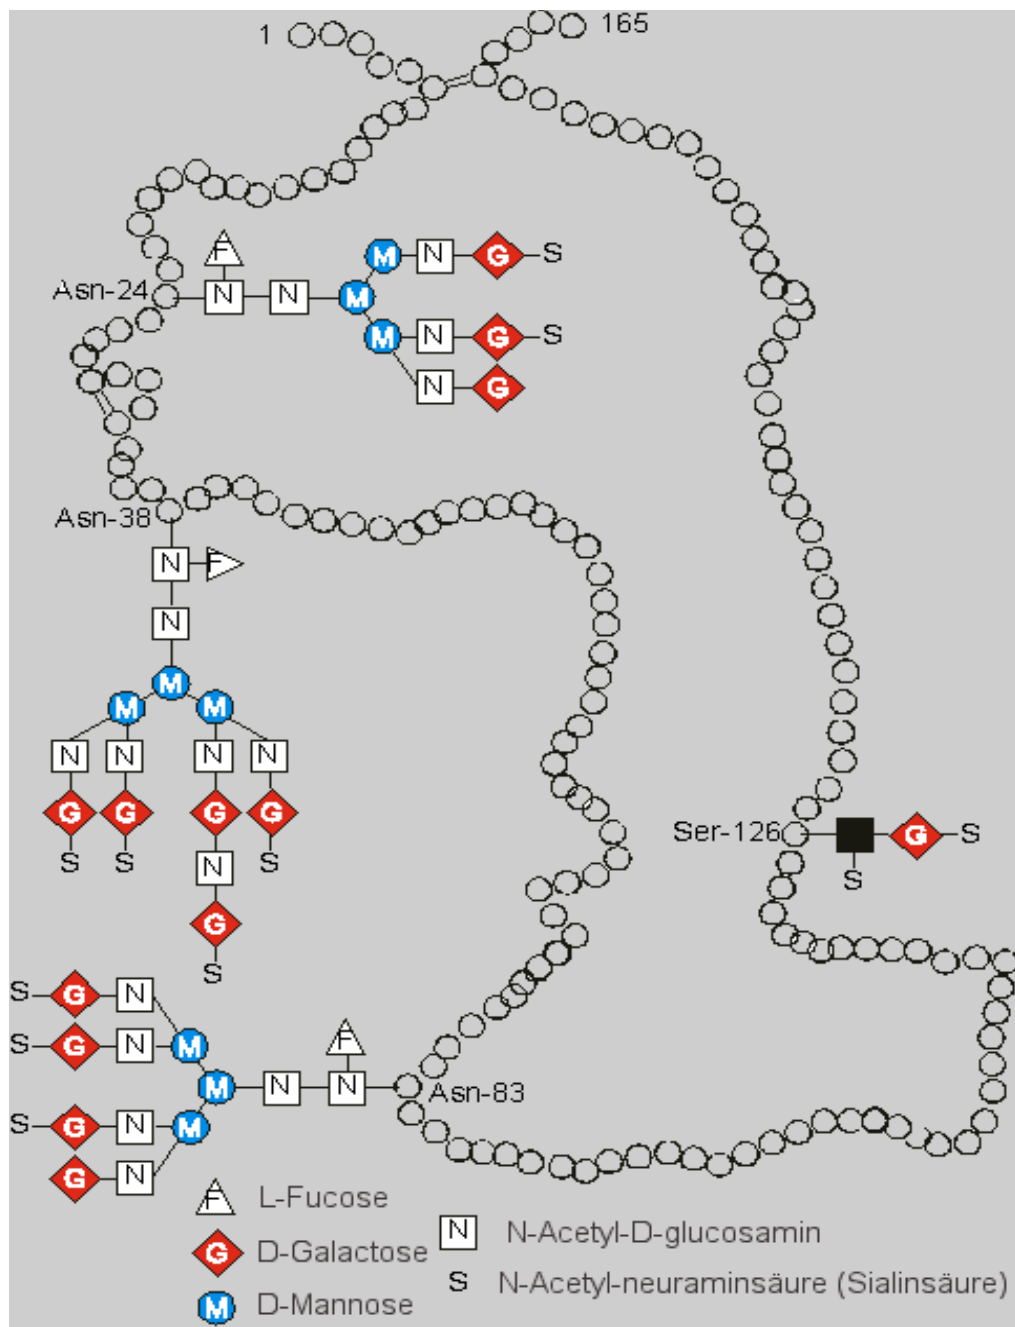 1 165
F
M N G S
Asn-24 N N M
M N G S
N G
Asn-38
N F
N
M
M M
N N N N
G G G G
S S S
N
G
S
Ser-126 G S
S
S G N
S G N M
F
M N N Asn-83
S G N M
G N
F L-Fucose
N N-Acetyl-D-glucosamin
G D-Galactose
S N-Acetyl-neuraminsäure (Sialinsäure)
M D-Mannose